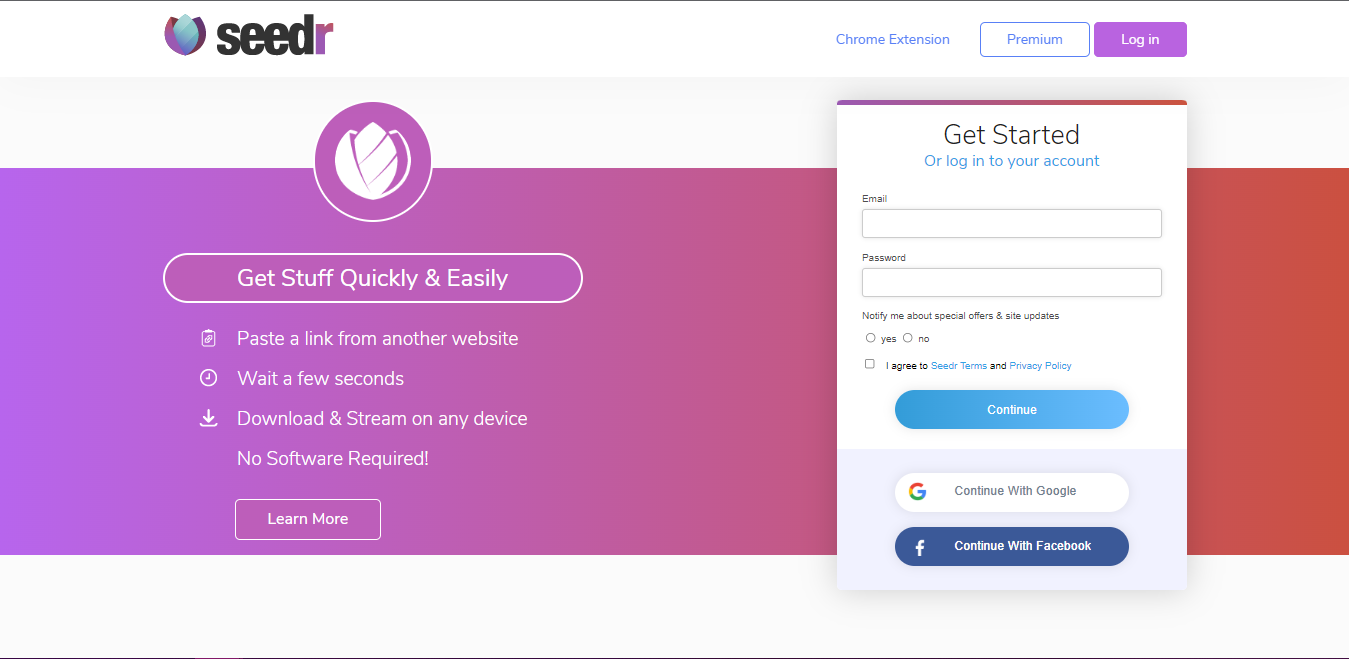 seedr
Chrome Extension
Premium
Log in
Get Stuff Quickly & Easily
Paste a link from another website
Wait a few seconds
Download & Stream on any device
No Software Required!
Learn More
Get Started
Or log in to your account
Email
Password
Notify me about special offers & site updates
yes no
I agree to Seedr Terms and Privacy Policy
Continue
Continue With Google
Continue With Facebook